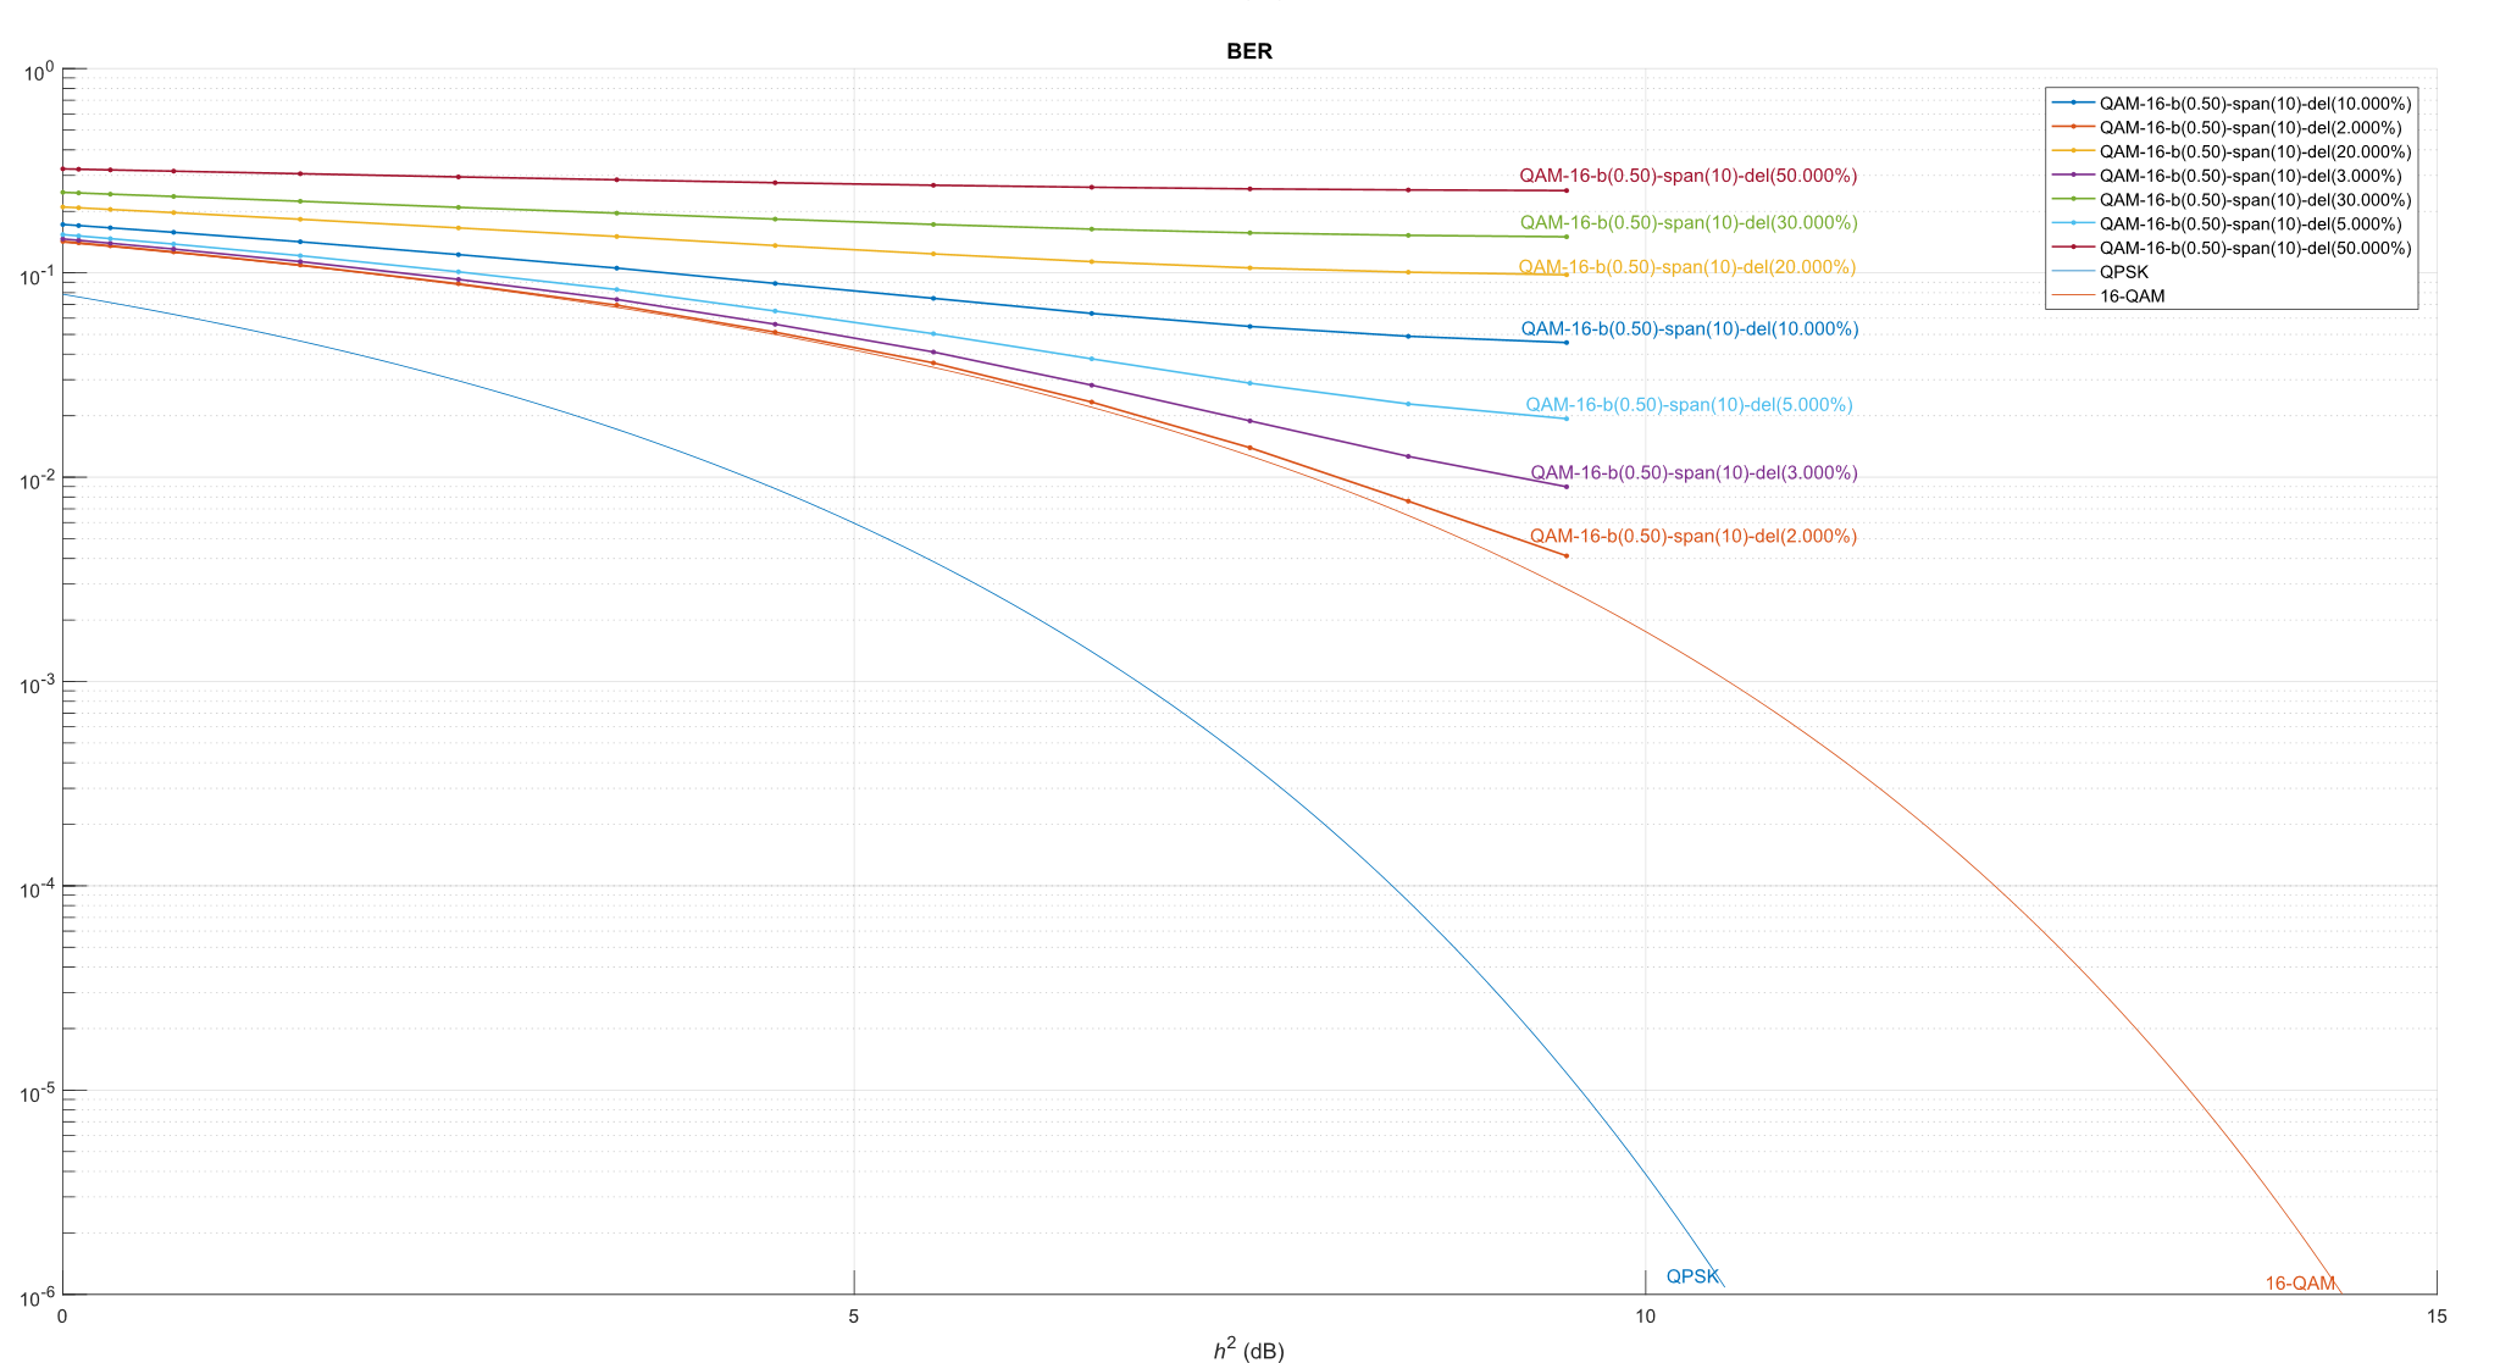 BER
10^0
10^-1
10^-2
10^-3
10^-4
10^-5
10^-6
0
5
10
15
h^2 (dB)
QAM-16-b(0.50)-span(10)-del(50.000%)
QAM-16-b(0.50)-span(10)-del(30.000%)
QAM-16-b(0.50)-span(10)-del(20.000%)
QAM-16-b(0.50)-span(10)-del(10.000%)
QAM-16-b(0.50)-span(10)-del(5.000%)
QAM-16-b(0.50)-span(10)-del(3.000%)
QAM-16-b(0.50)-span(10)-del(2.000%)
QPSK
16-QAM
QAM-16-b(0.50)-span(10)-del(10.000%)
QAM-16-b(0.50)-span(10)-del(2.000%)
QAM-16-b(0.50)-span(10)-del(20.000%)
QAM-16-b(0.50)-span(10)-del(3.000%)
QAM-16-b(0.50)-span(10)-del(30.000%)
QAM-16-b(0.50)-span(10)-del(5.000%)
QAM-16-b(0.50)-span(10)-del(50.000%)
QPSK
16-QAM